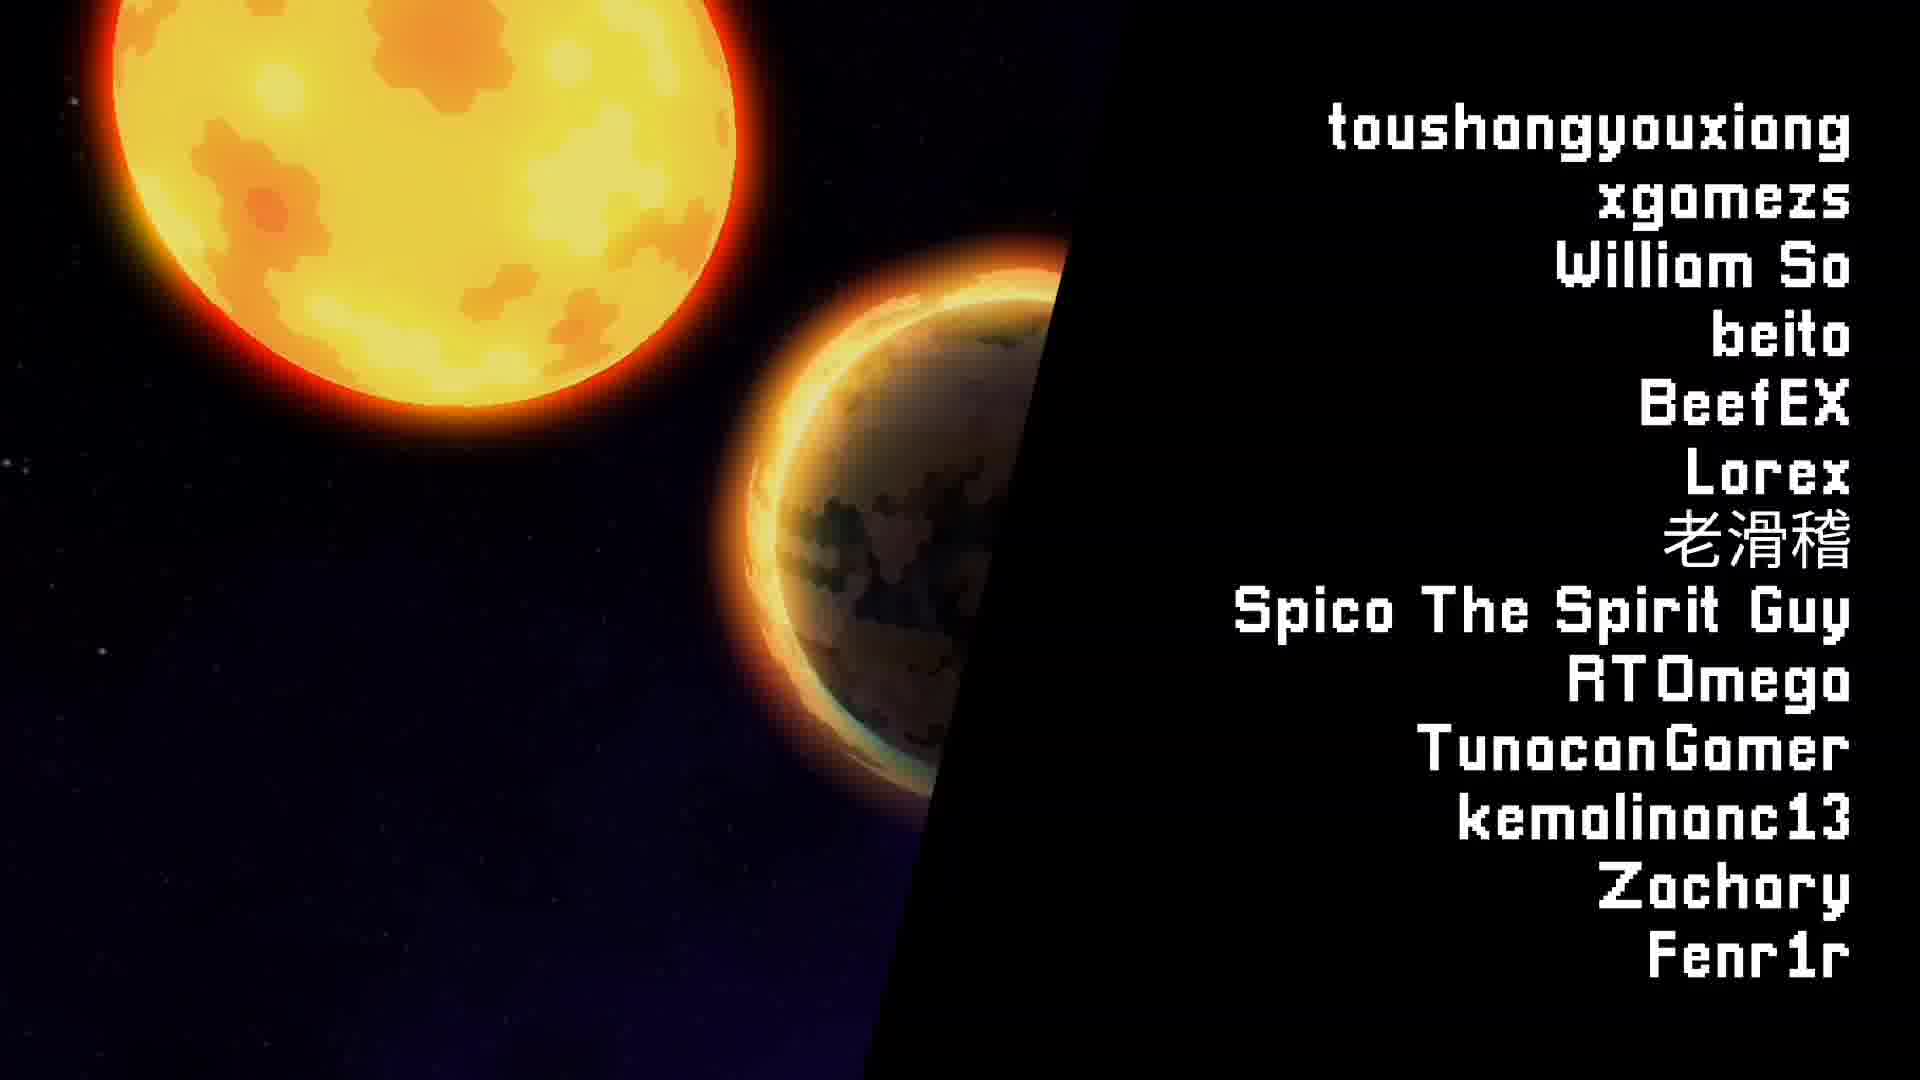 toushangyouxiang
xgamezs
William So
beito
BeefEX
Lorex
老滑稽
Spico The Spirit Guy
RTOmega
TunacanGamer
kemalinanc13
Zachary
Fenr1r